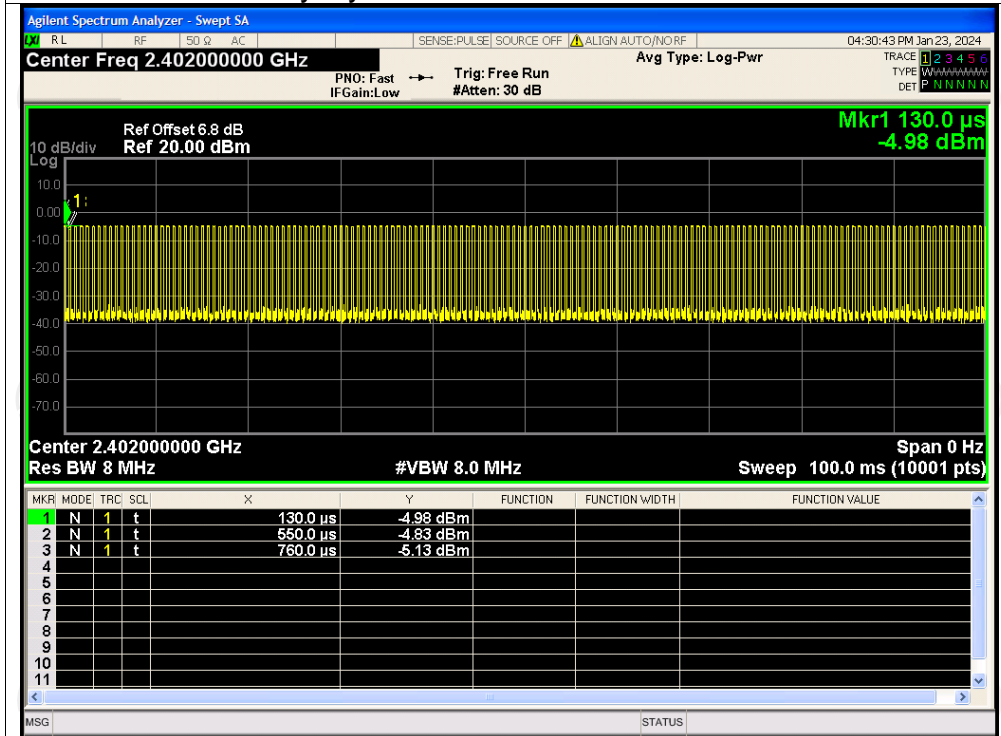 Agilent Spectrum Analyzer - Swept SA
LXI RL RF 50 Ω AC SENSE:PULSE SOURCE OFF ALIGN AUTO/NO RF 04:30:43 PM Jan 23, 2024
Center Freq 2.402000000 GHz Avg Type: Log-Pwr TRACE 1 2 3 4 5 6
PNO: Fast Trig: Free Run TYPE WWWWWW
IFGain:Low #Atten: 30 dB DET P N N N N N
Ref Offset 6.8 dB Mkr1 130.0 µs
10 dB/div Ref 20.00 dBm -4.98 dBm
Log
10.0
1
0.00
-10.0
-20.0
-30.0
-40.0
-50.0
-60.0
-70.0
Center 2.402000000 GHz Span 0 Hz
Res BW 8 MHz #VBW 8.0 MHz Sweep 100.0 ms (10001 pts)
MKR MODE TRC SCL X Y FUNCTION FUNCTION WIDTH FUNCTION VALUE
1 N 1 t 130.0 µs -4.98 dBm
2 N 1 t 550.0 µs -4.83 dBm
3 N 1 t 760.0 µs -5.13 dBm
4
5
6
7
8
9
10
11
MSG STATUS